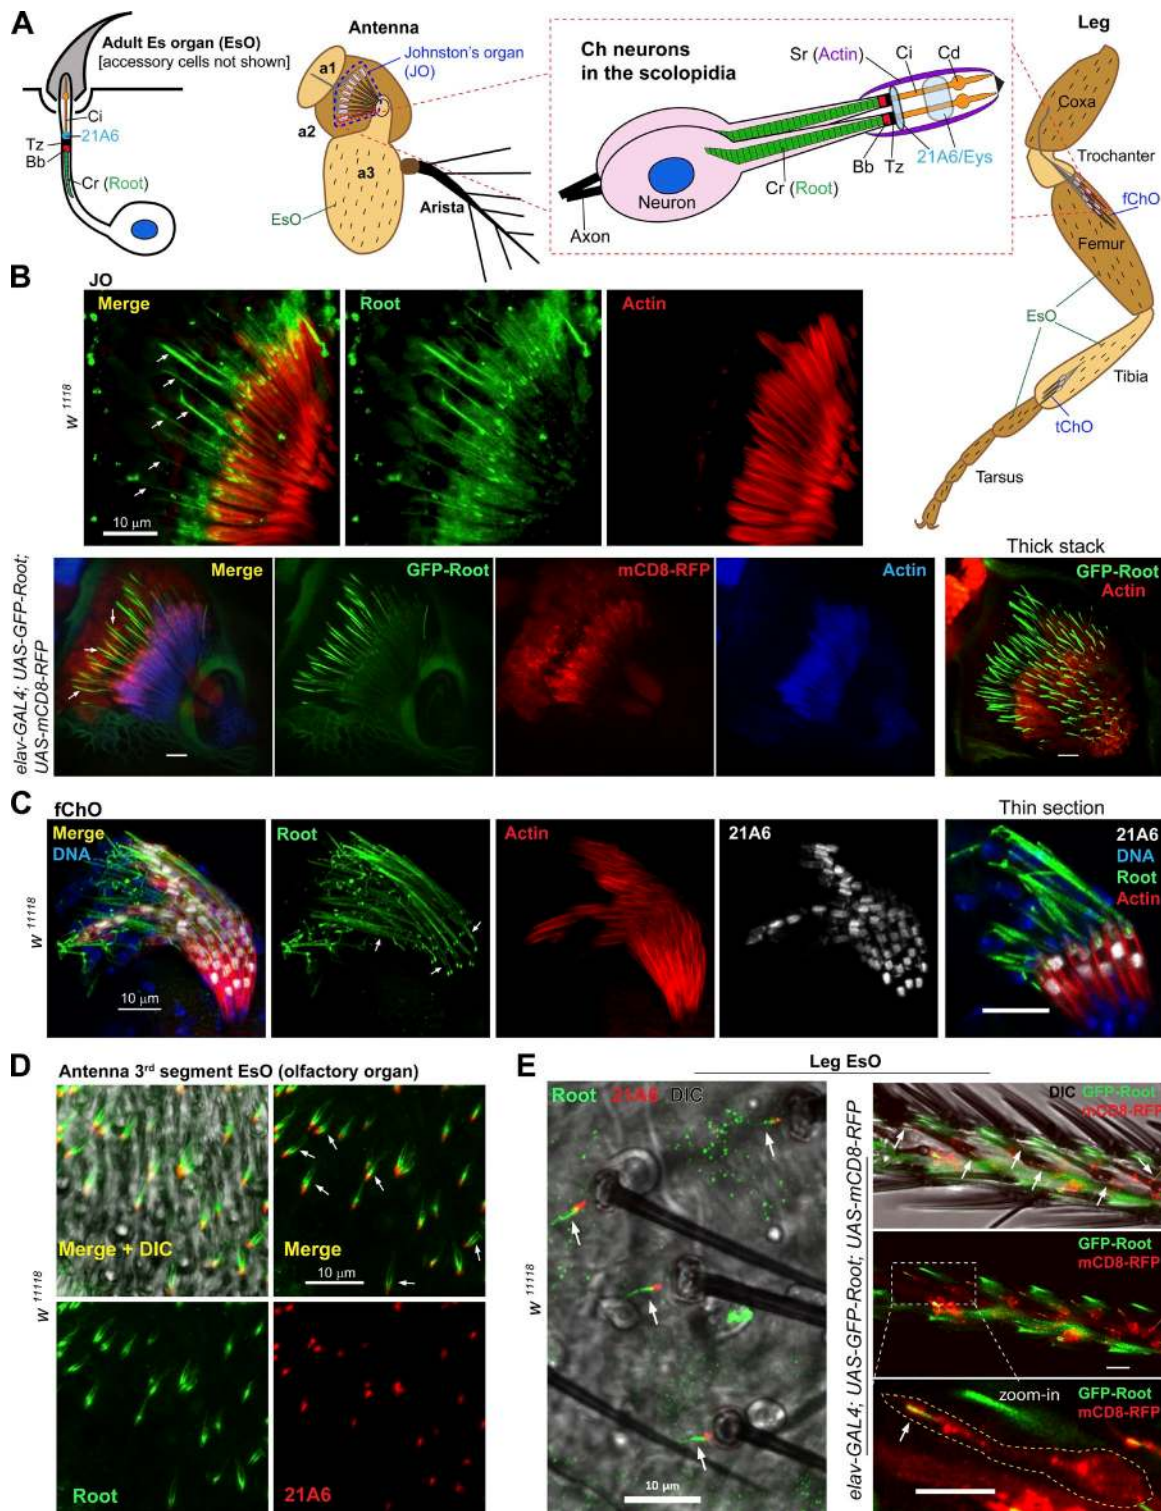 A
Adult Es organ (EsO)
[accessory cells not shown]
Ci
21A6
Tz
Bb
Cr (Root)
Antenna
Johnston's organ
(JO)
a1
a2
a3
EsO
Arista
Ch neurons
in the scolopidia
Sr (Actin)
Ci
Cd
Bb
Tz
21A6/Eys
Cr (Root)
Neuron
Axon
Leg
Coxa
Trochanter
fChO
Femur
EsO
Tibia
tChO
Tarsus
B
JO
w 1118
Merge
10 μm
Root
Actin
elav-GAL4; UAS-GFP-Root;
UAS-mCD8-RFP
Merge
GFP-Root
mCD8-RFP
Actin
Thick stack
GFP-Root
Actin
C
fChO
w 11118
Merge
DNA
10 μm
Root
Actin
21A6
Thin section
21A6
DNA
Root
Actin
D
Antenna 3rd segment EsO (olfactory organ)
w 11118
Merge + DIC
Merge
10 μm
Root
21A6
E
Leg EsO
w 11118
Root 21A6 DIC
10 μm
elav-GAL4; UAS-GFP-Root; UAS-mCD8-RFP
DIC GFP-Root
mCD8-RFP
GFP-Root
mCD8-RFP
zoom-in
GFP-Root
mCD8-RFP